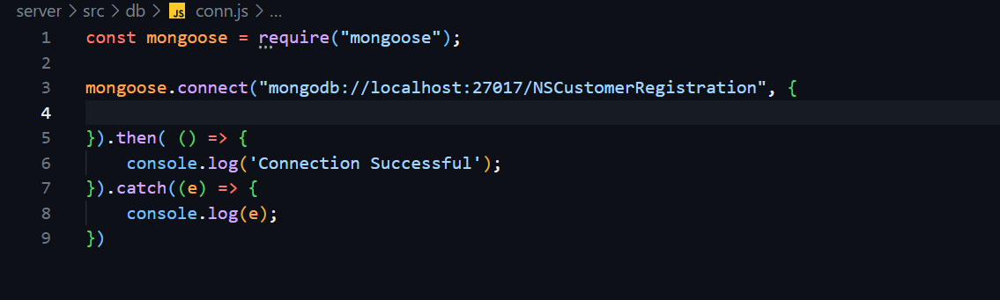 server > src > db > JS conn.js > ...
1 const mongoose = require("mongoose");
2
3 mongoose.connect("mongodb://localhost:27017/NSCustomerRegistration", {
4
5 }).then( () => {
6     console.log('Connection Successful');
7 }).catch((e) => {
8     console.log(e);
9 })